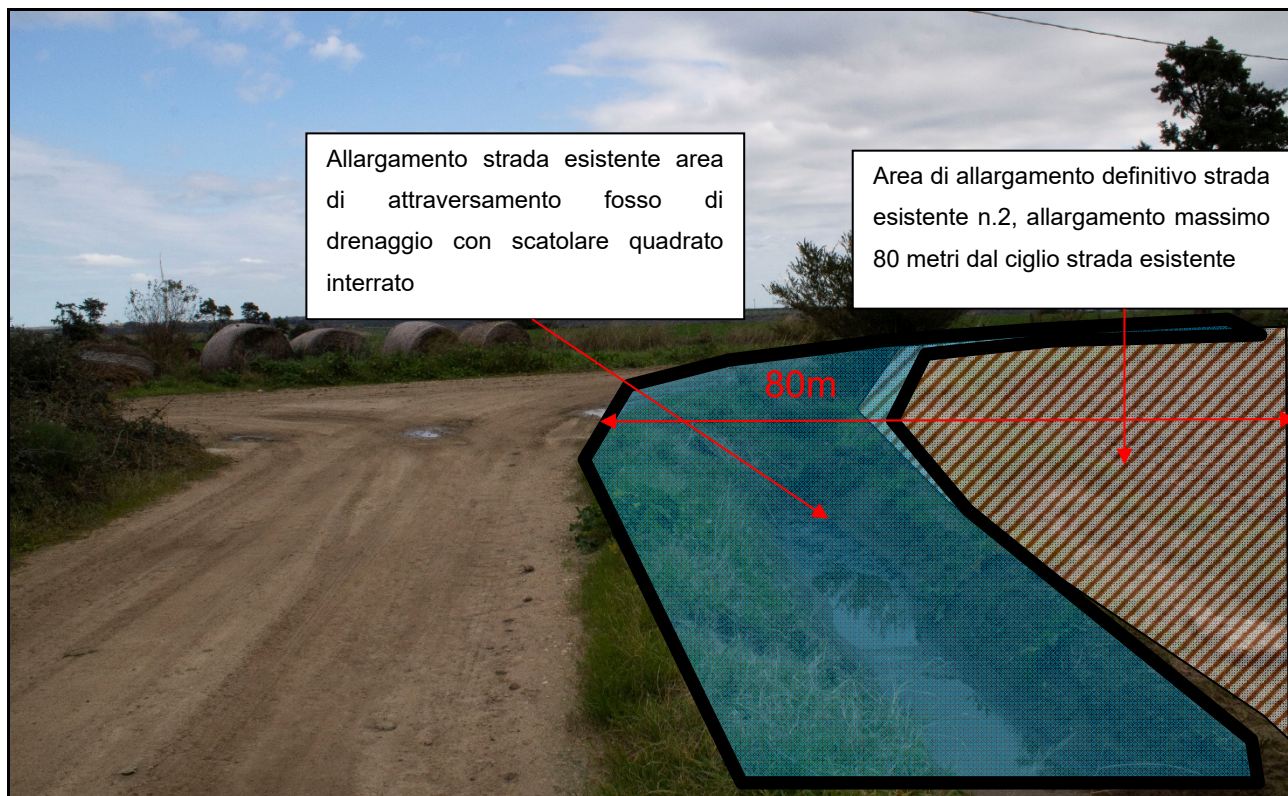 Allargamento strada esistente area
di attraversamento fosso di
drenaggio con scatolare quadrato
interrato
Area di allargamento definitivo strada
esistente n.2, allargamento massimo
80 metri dal ciglio strada esistente
80m